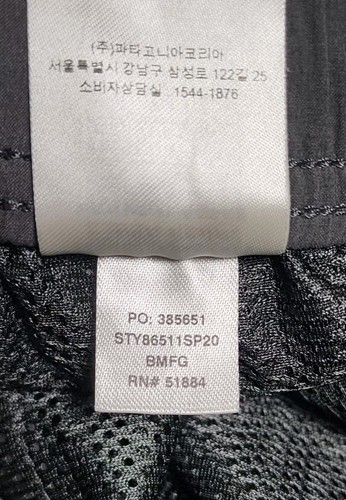 (주)파타고니아코리아
서울특별시 강남구 삼성로 122길 25
소비자상담실 : 1544-1876
PO: 385651
STY86511SP20
BMFG
RN# 51884